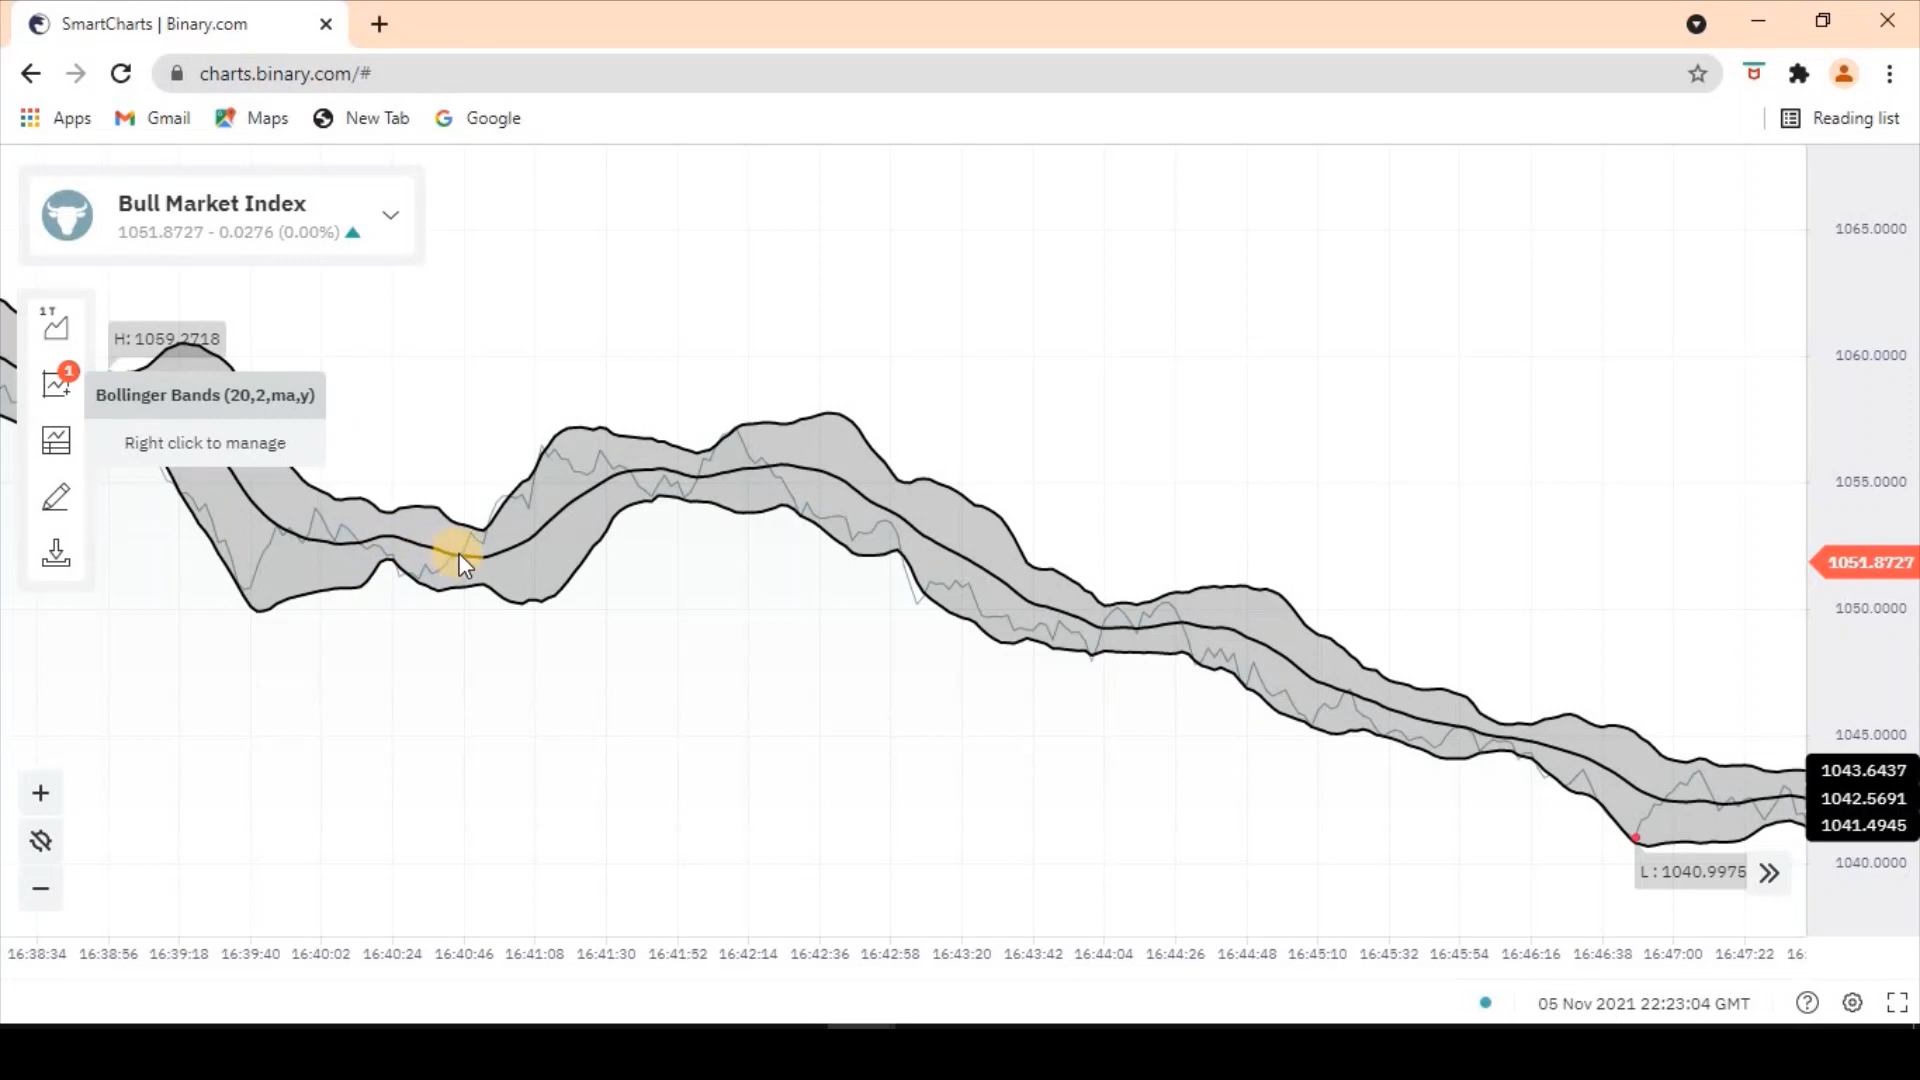 SmartCharts | Binary.com
charts.binary.com/#
Apps Gmail Maps New Tab Google Reading list
Bull Market Index
1051.8727 - 0.0276 (0.00%)
1T
1
H: 1059.2718
Bollinger Bands (20,2,ma,y)
Right click to manage
1065.0000
1060.0000
1055.0000
1051.8727
1050.0000
1045.0000
1043.6437
1042.5691
1041.4945
1040.0000
L : 1040.9975
16:38:34 16:38:56 16:39:18 16:39:40 16:40:02 16:40:24 16:40:46 16:41:08 16:41:30 16:41:52 16:42:14 16:42:36 16:42:58 16:43:20 16:43:42 16:44:04 16:44:26 16:44:48 16:45:10 16:45:32 16:45:54 16:46:16 16:46:38 16:47:00 16:47:22 16:
05 Nov 2021 22:23:04 GMT